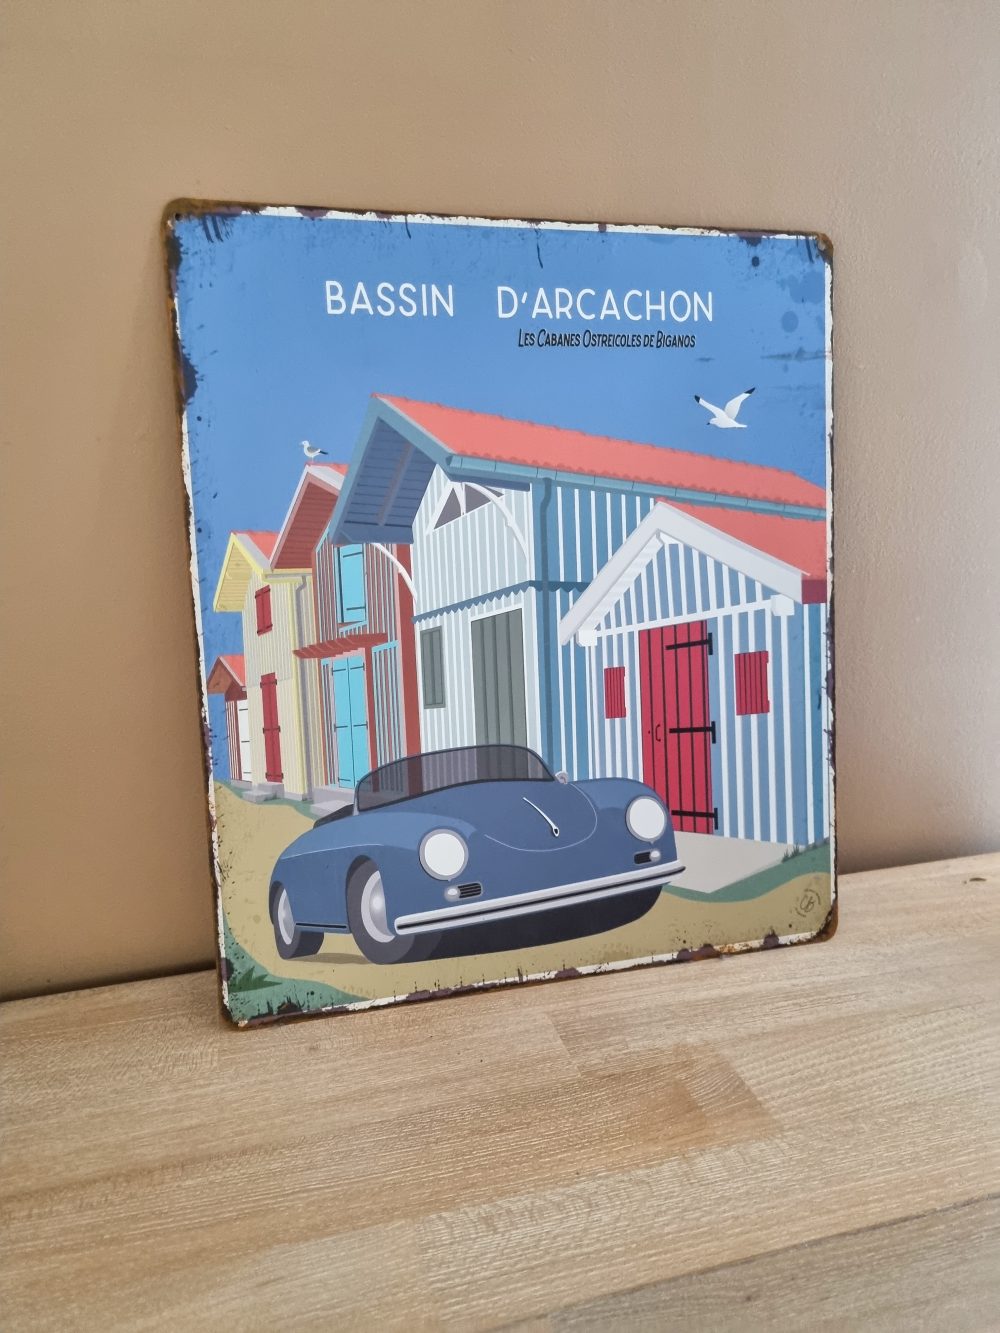 BASSIN D'ARCACHON
LES CABANES OSTREICOLES DE BIGANOS